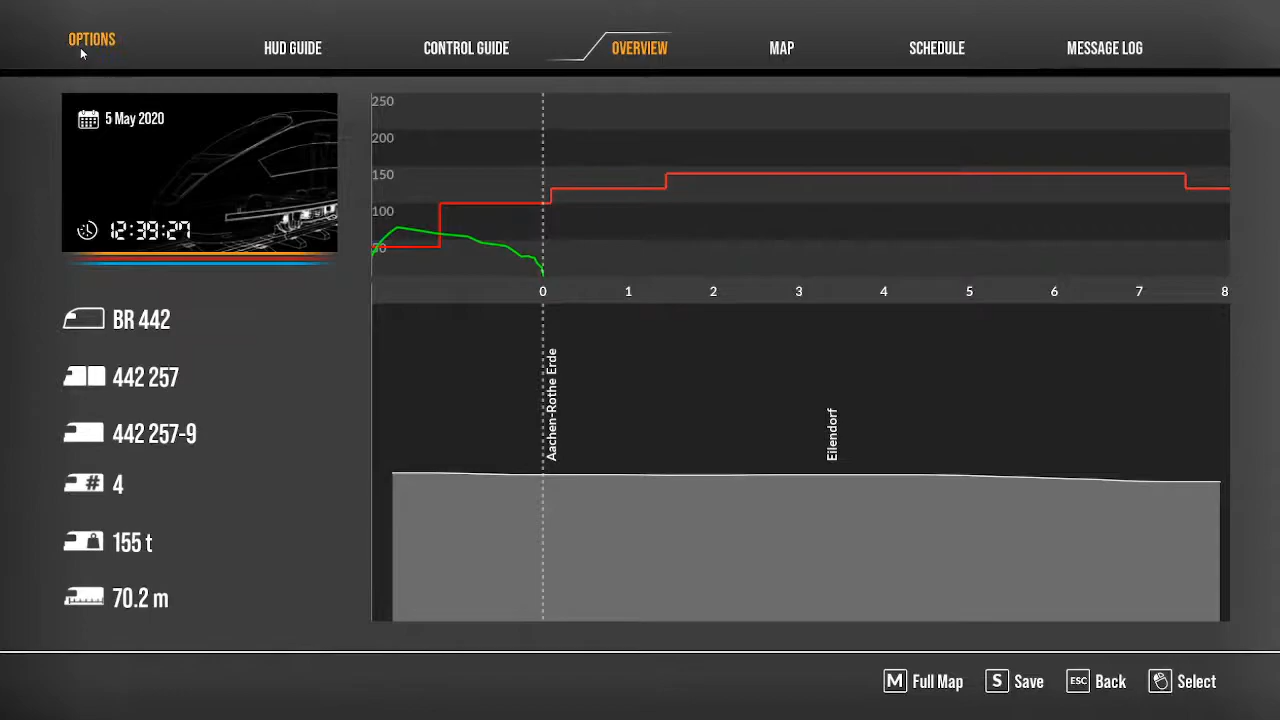 OPTIONS
HUD GUIDE
CONTROL GUIDE
OVERVIEW
MAP
SCHEDULE
MESSAGE LOG
5 May 2020
12:39:27
BR 442
442 257
442 257-9
# 4
155 t
70.2 m
250
200
150
100
50
0 1 2 3 4 5 6 7 8
Aachen-Rothe Erde
Eilendorf
M Full Map
S Save
ESC Back
Select